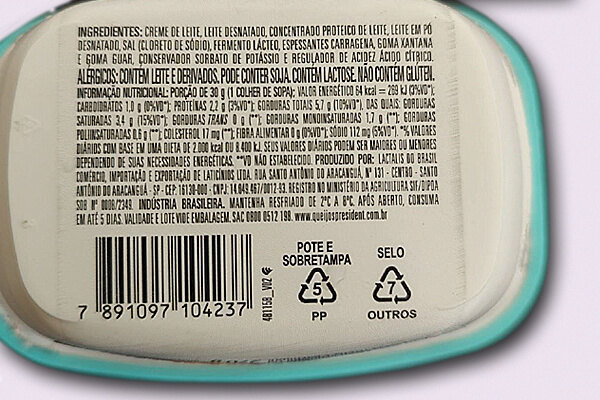 INGREDIENTES: CREME DE LEITE, LEITE DESNATADO, CONCENTRADO PROTEICO DE LEITE, LEITE EM PÓ
DESNATADO, SAL (CLORETO DE SÓDIO), FERMENTO LÁCTEO, ESPESSANTES CARRAGENA, GOMA XANTANA
E GOMA GUAR, CONSERVADOR SORBATO DE POTÁSSIO E REGULADOR DE ACIDEZ ÁCIDO CÍTRICO.
ALÉRGICOS: CONTÉM LEITE E DERIVADOS. PODE CONTER SOJA. CONTÉM LACTOSE. NÃO CONTÉM GLÚTEN.
INFORMAÇÃO NUTRICIONAL: PORÇÃO DE 30 g (1 COLHER DE SOPA): VALOR ENERGÉTICO 64 kcal = 269 kJ (3%VD*);
CARBOIDRATOS 1,0 g (0%VD*); PROTEÍNAS 2,2 g (3%VD*); GORDURAS TOTAIS 5,7 g (10%VD*), DAS QUAIS: GORDURAS
SATURADAS 3,4 g (15%VD*); GORDURAS TRANS 0 g (**); GORDURAS MONOINSATURADAS 1,7 g (**); GORDURAS
POLIINSATURADAS 0,6 g (**); COLESTEROL 17 mg (**); FIBRA ALIMENTAR 0 g (0%VD*); SÓDIO 112 mg (5%VD*). *% VALORES
DIÁRIOS COM BASE EM UMA DIETA DE 2.000 kcal OU 8.400 kJ. SEUS VALORES DIÁRIOS PODEM SER MAIORES OU MENORES
DEPENDENDO DE SUAS NECESSIDADES ENERGÉTICAS. **VD NÃO ESTABELECIDO. PRODUZIDO POR: LACTALIS DO BRASIL
COMÉRCIO, IMPORTAÇÃO E EXPORTAÇÃO DE LATICÍNIOS LTDA. RUA SANTO ANTÔNIO DO ARACANGUÁ, Nº 131 - CENTRO - SANTO
ANTÔNIO DO ARACANGUÁ - SP - CEP: 16130-000 - CNPJ: 14.049.467/0012-93. REGISTRO NO MINISTÉRIO DA AGRICULTURA SIF/DIPOA
SOB Nº 0006/2349. INDÚSTRIA BRASILEIRA. MANTENHA RESFRIADO DE 2°C A 8°C. APÓS ABERTO, CONSUMA
EM ATÉ 5 DIAS. VALIDADE E LOTE VIDE EMBALAGEM. SAC 0800 0512 198. www.queijospresident.com.br
7 891097 104237
481158_V02
POTE E
SOBRETAMPA
5
PP
SELO
7
OUTROS